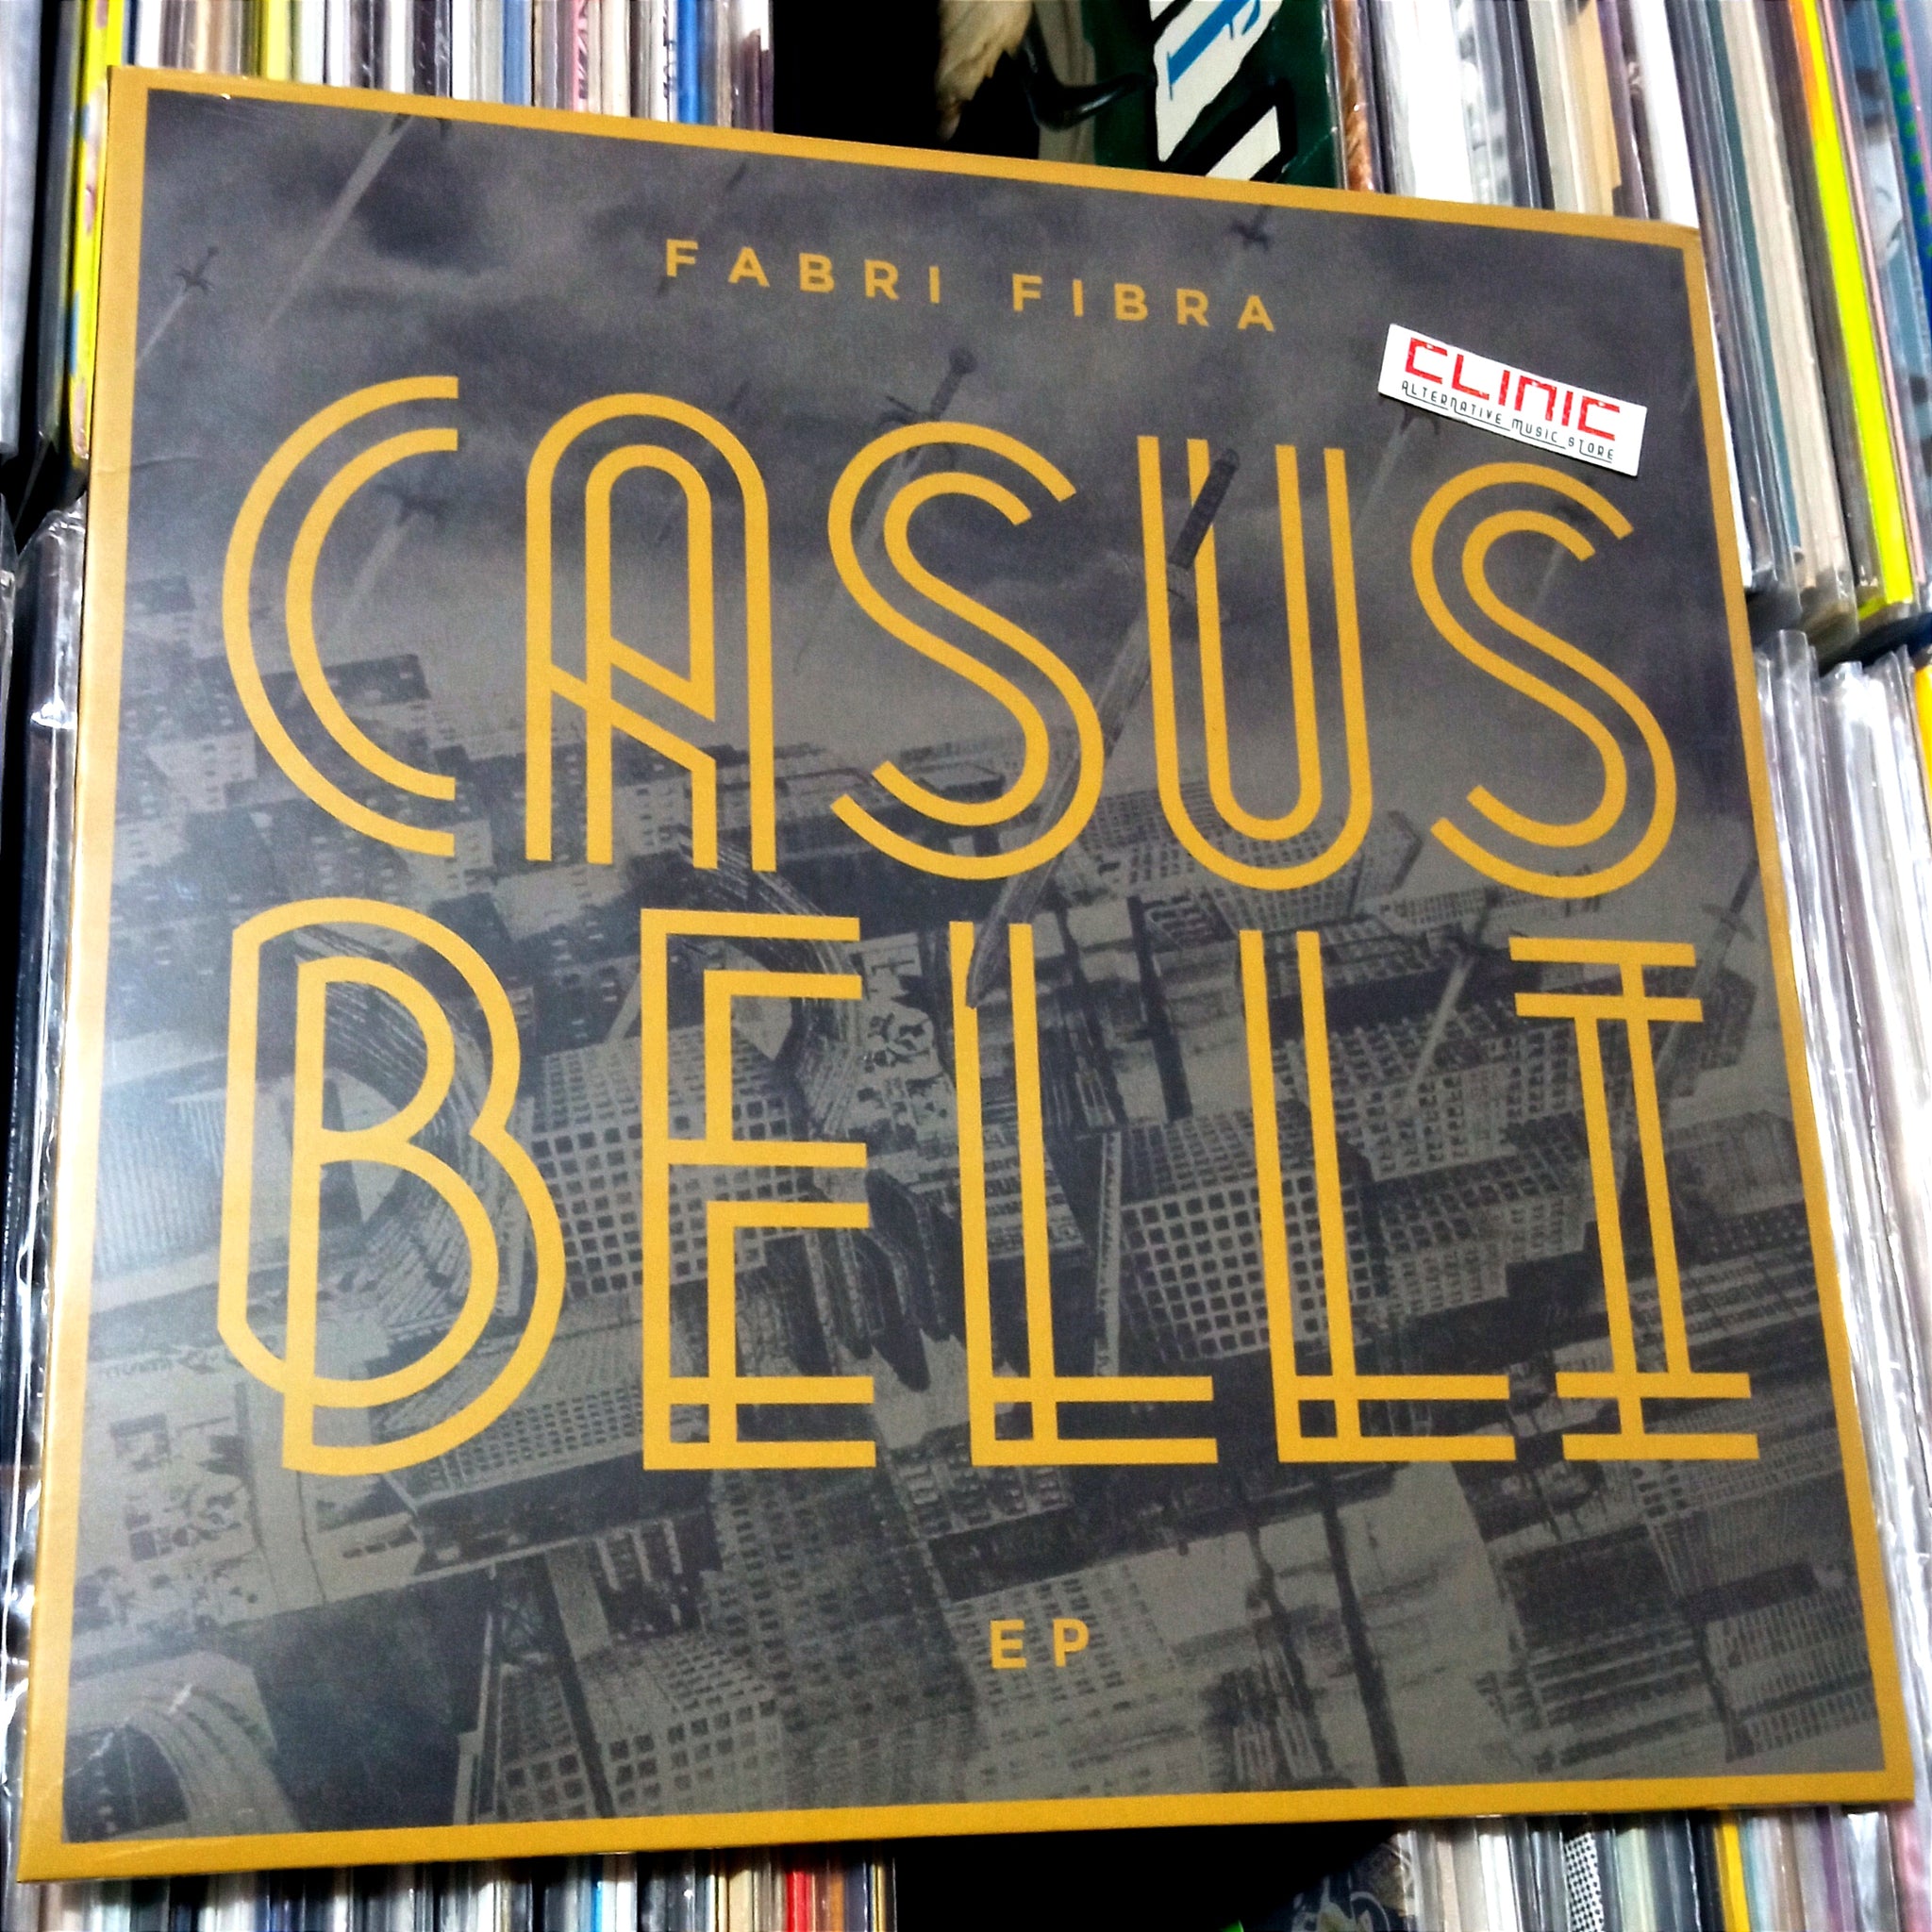 FABRI FIBRA
CLINIC
ALTERNATIVE MUSIC STORE
CASUS
BELLI
EP